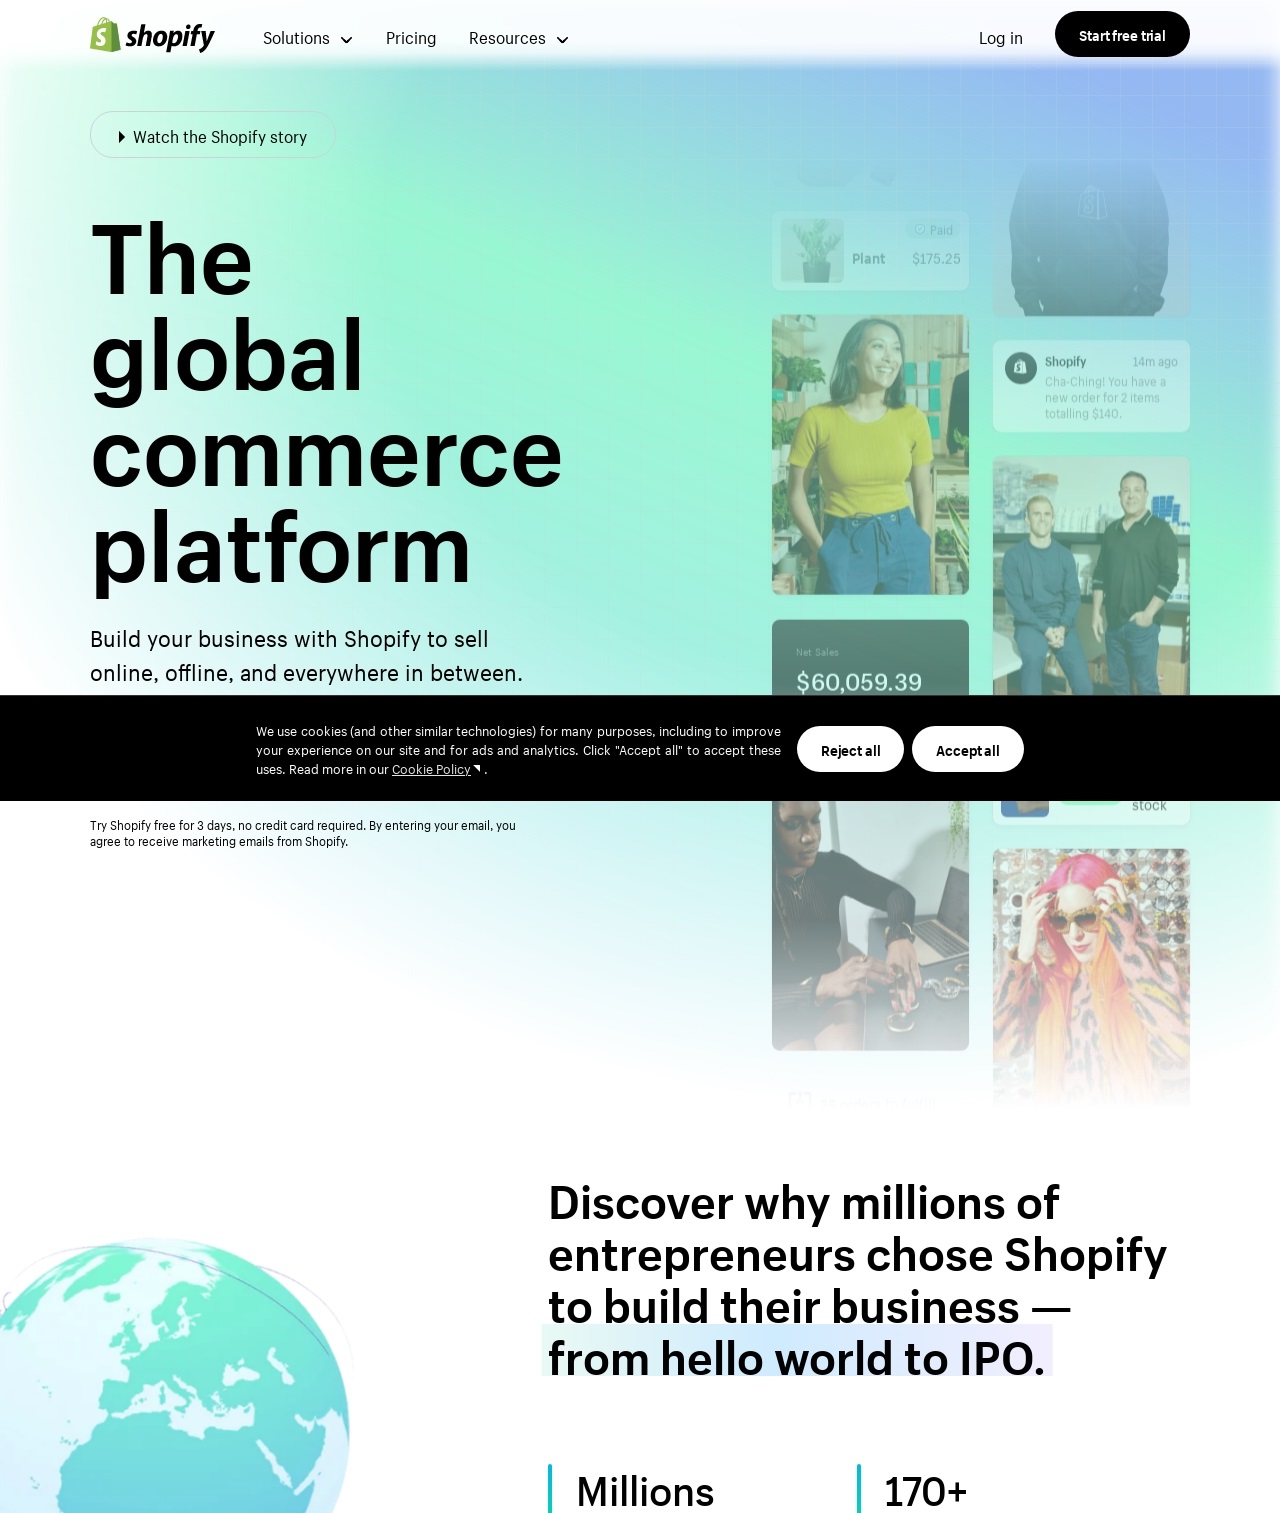 shopify
Solutions
Pricing
Resources
Log in
Start free trial
Watch the Shopify story
The
global
commerce
platform
Build your business with Shopify to sell
online, offline, and everywhere in between.
Paid
Plant $175.25
Shopify 14m ago
Cha-Ching! You have a
new order for 2 items
totalling $140.
Net Sales
$60,059.39
We use cookies (and other similar technologies) for many purposes, including to improve
your experience on our site and for ads and analytics. Click "Accept all" to accept these
uses. Read more in our Cookie Policy .
Reject all
Accept all
stock
Try Shopify free for 3 days, no credit card required. By entering your email, you
agree to receive marketing emails from Shopify.
Discover why millions of
entrepreneurs chose Shopify
to build their business —
from hello world to IPO.
Millions
170+